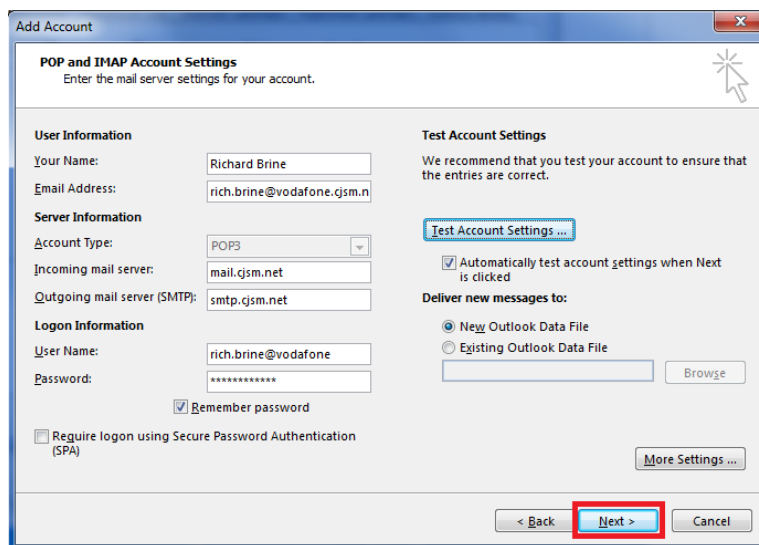 Add Account
x
POP and IMAP Account Settings
Enter the mail server settings for your account.
User Information
Your Name:
Richard Brine
Email Address:
rich.brine@vodafone.cjsm.n
Server Information
Account Type:
POP3
Incoming mail server:
mail.cjsm.net
Outgoing mail server (SMTP):
smtp.cjsm.net
Logon Information
User Name:
rich.brine@vodafone
Password:
************
Remember password
Require logon using Secure Password Authentication
(SPA)
Test Account Settings
We recommend that you test your account to ensure that
the entries are correct.
Test Account Settings ...
Automatically test account settings when Next
is clicked
Deliver new messages to:
New Outlook Data File
Existing Outlook Data File
Browse
More Settings ...
< Back
Next >
Cancel